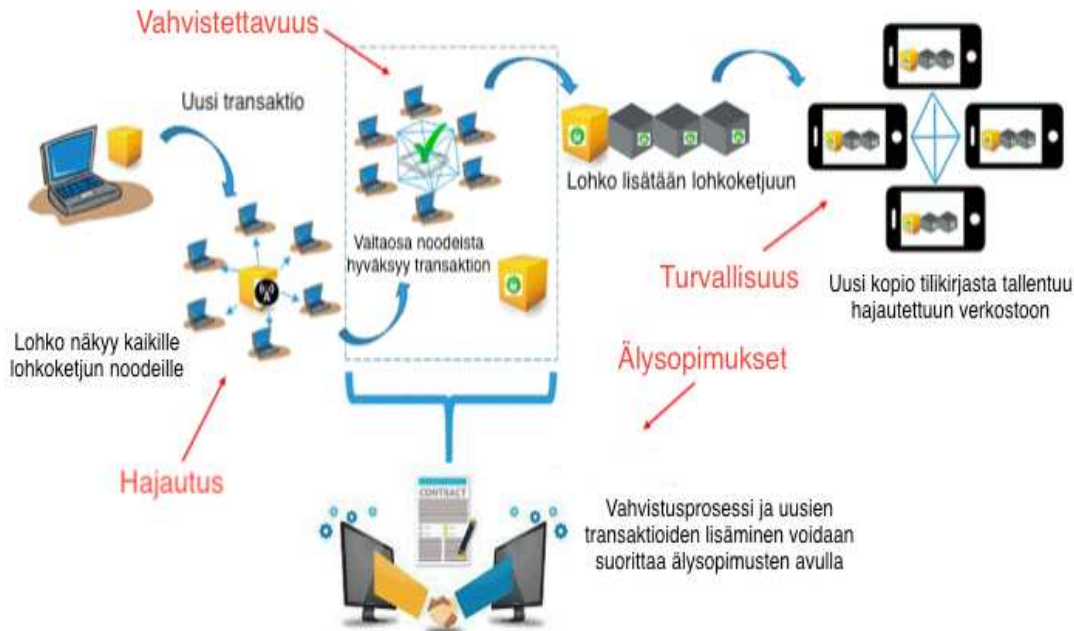 Vahvistettavuus
Uusi transaktio
Lohko näkyy kaikille
lohkoketjun noodeille
Hajautus
Valtaosa noodeista
hyväksyy transaktion
Lohko lisätään lohkoketjuun
Turvallisuus
Uusi kopio tilikirjasta tallentuu
hajautettuun verkostoon
Älysopimukset
CONTRACT
Vahvistusprosessi ja uusien
transaktioiden lisäminen voidaan
suorittaa älysopimusten avulla